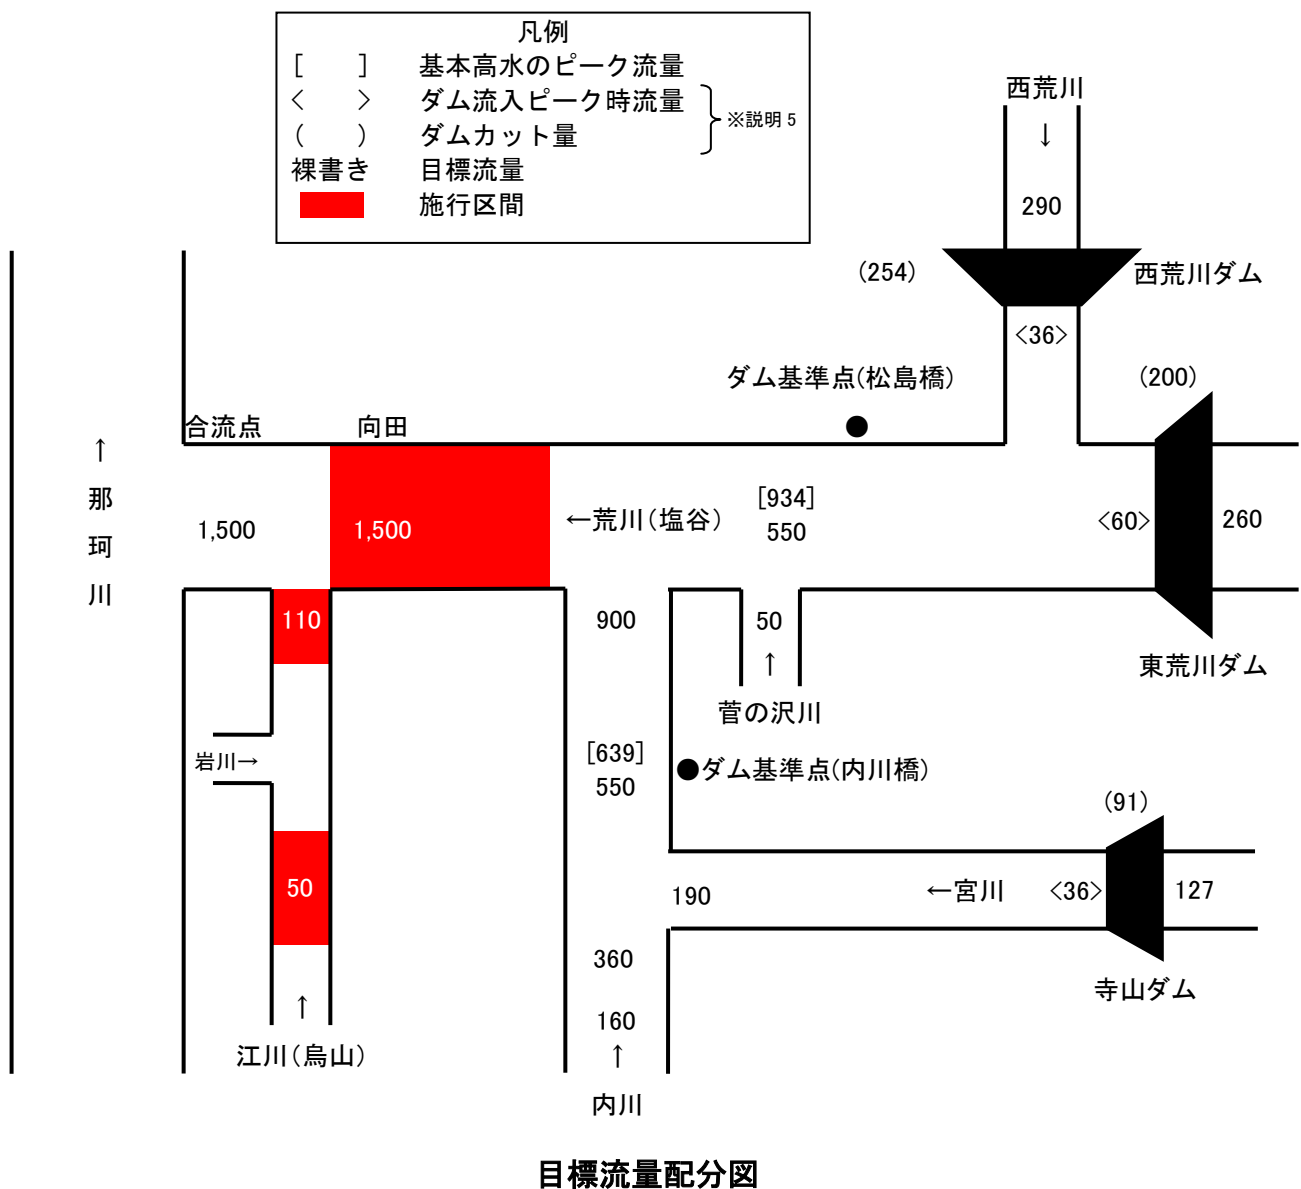 凡例
[　　] 基本高水のピーク流量
〈　　〉 ダム流入ピーク時流量
(　　) ダムカット量
※説明 5
裸書き 目標流量
施行区間
西荒川
↓
290
(254)
西荒川ダム
〈36〉
ダム基準点(松島橋)
(200)
合流点
向田
↑
那
珂
川
1,500
1,500
←荒川(塩谷)
[934]
550
〈60〉
260
110
900
50
↑
菅の沢川
東荒川ダム
岩川→
[639]
550
ダム基準点(内川橋)
(91)
50
190
←宮川
〈36〉
127
360
寺山ダム
160
↑
↑
江川(烏山)
内川
目標流量配分図